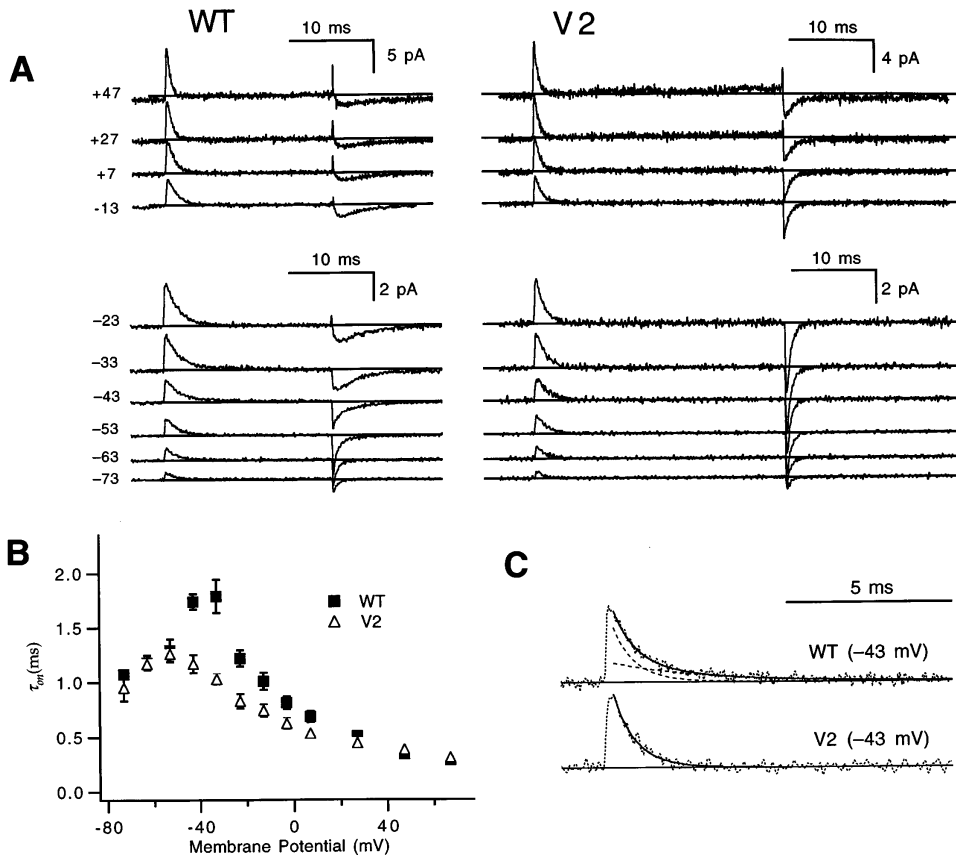 WT
V2
A
10 ms
5 pA
10 ms
4 pA
+47
+27
+7
-13
10 ms
2 pA
10 ms
2 pA
−23
−33
−43
−53
−63
−73
B
2.0
1.5
1.0
0.5
0.0
τon(ms)
WT
V2
-80
-40
0
40
Membrane Potential (mV)
C
5 ms
WT (−43 mV)
V2 (−43 mV)